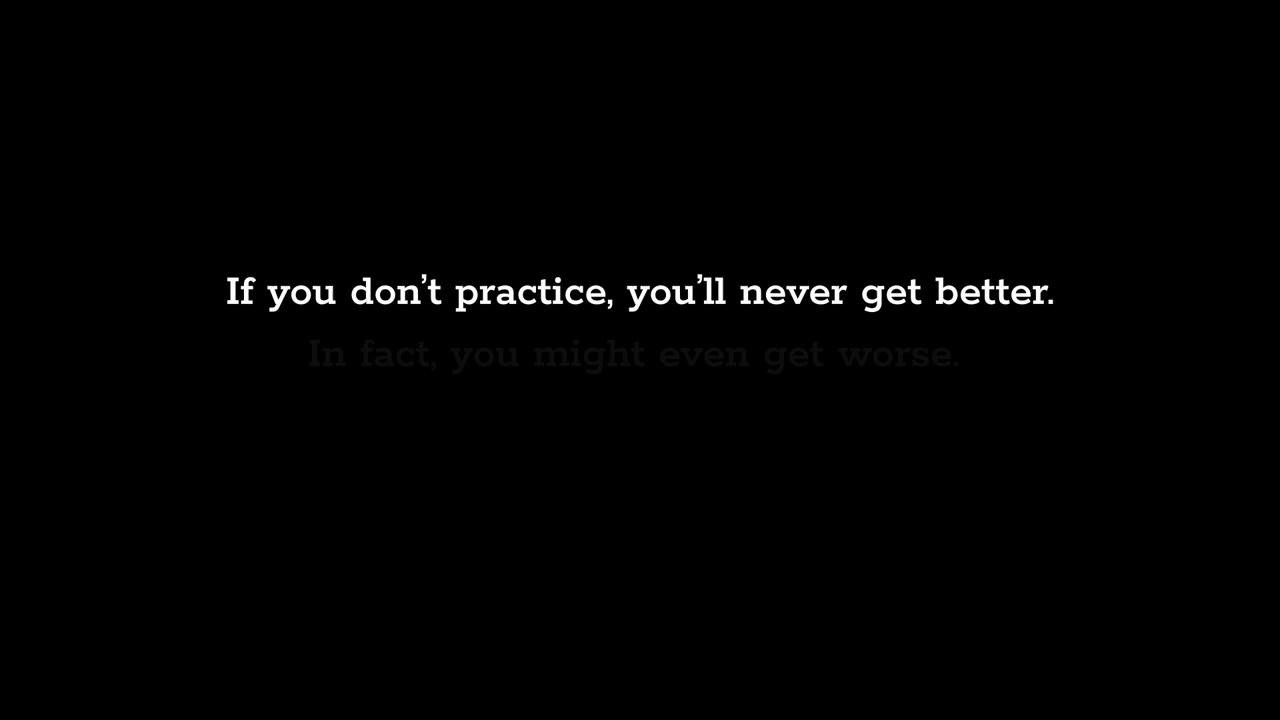 If you don’t practice, you’ll never get better.
In fact, you might even get worse.